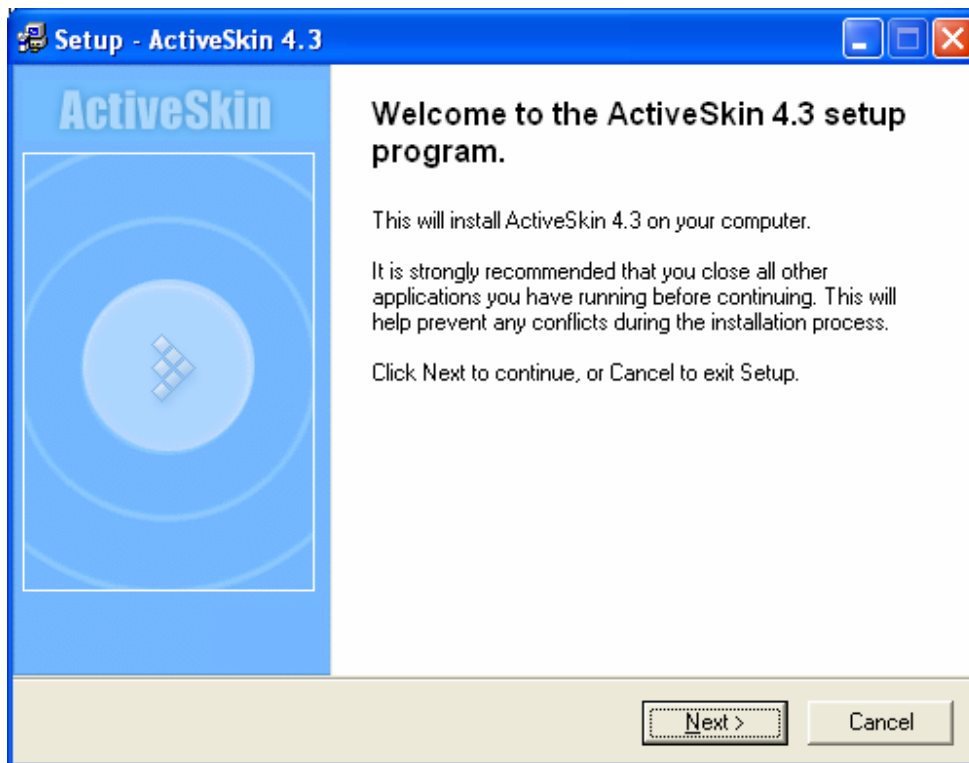 Setup - ActiveSkin 4.3
ActiveSkin
Welcome to the ActiveSkin 4.3 setup
program.
This will install ActiveSkin 4.3 on your computer.
It is strongly recommended that you close all other
applications you have running before continuing. This will
help prevent any conflicts during the installation process.
Click Next to continue, or Cancel to exit Setup.
Next >
Cancel